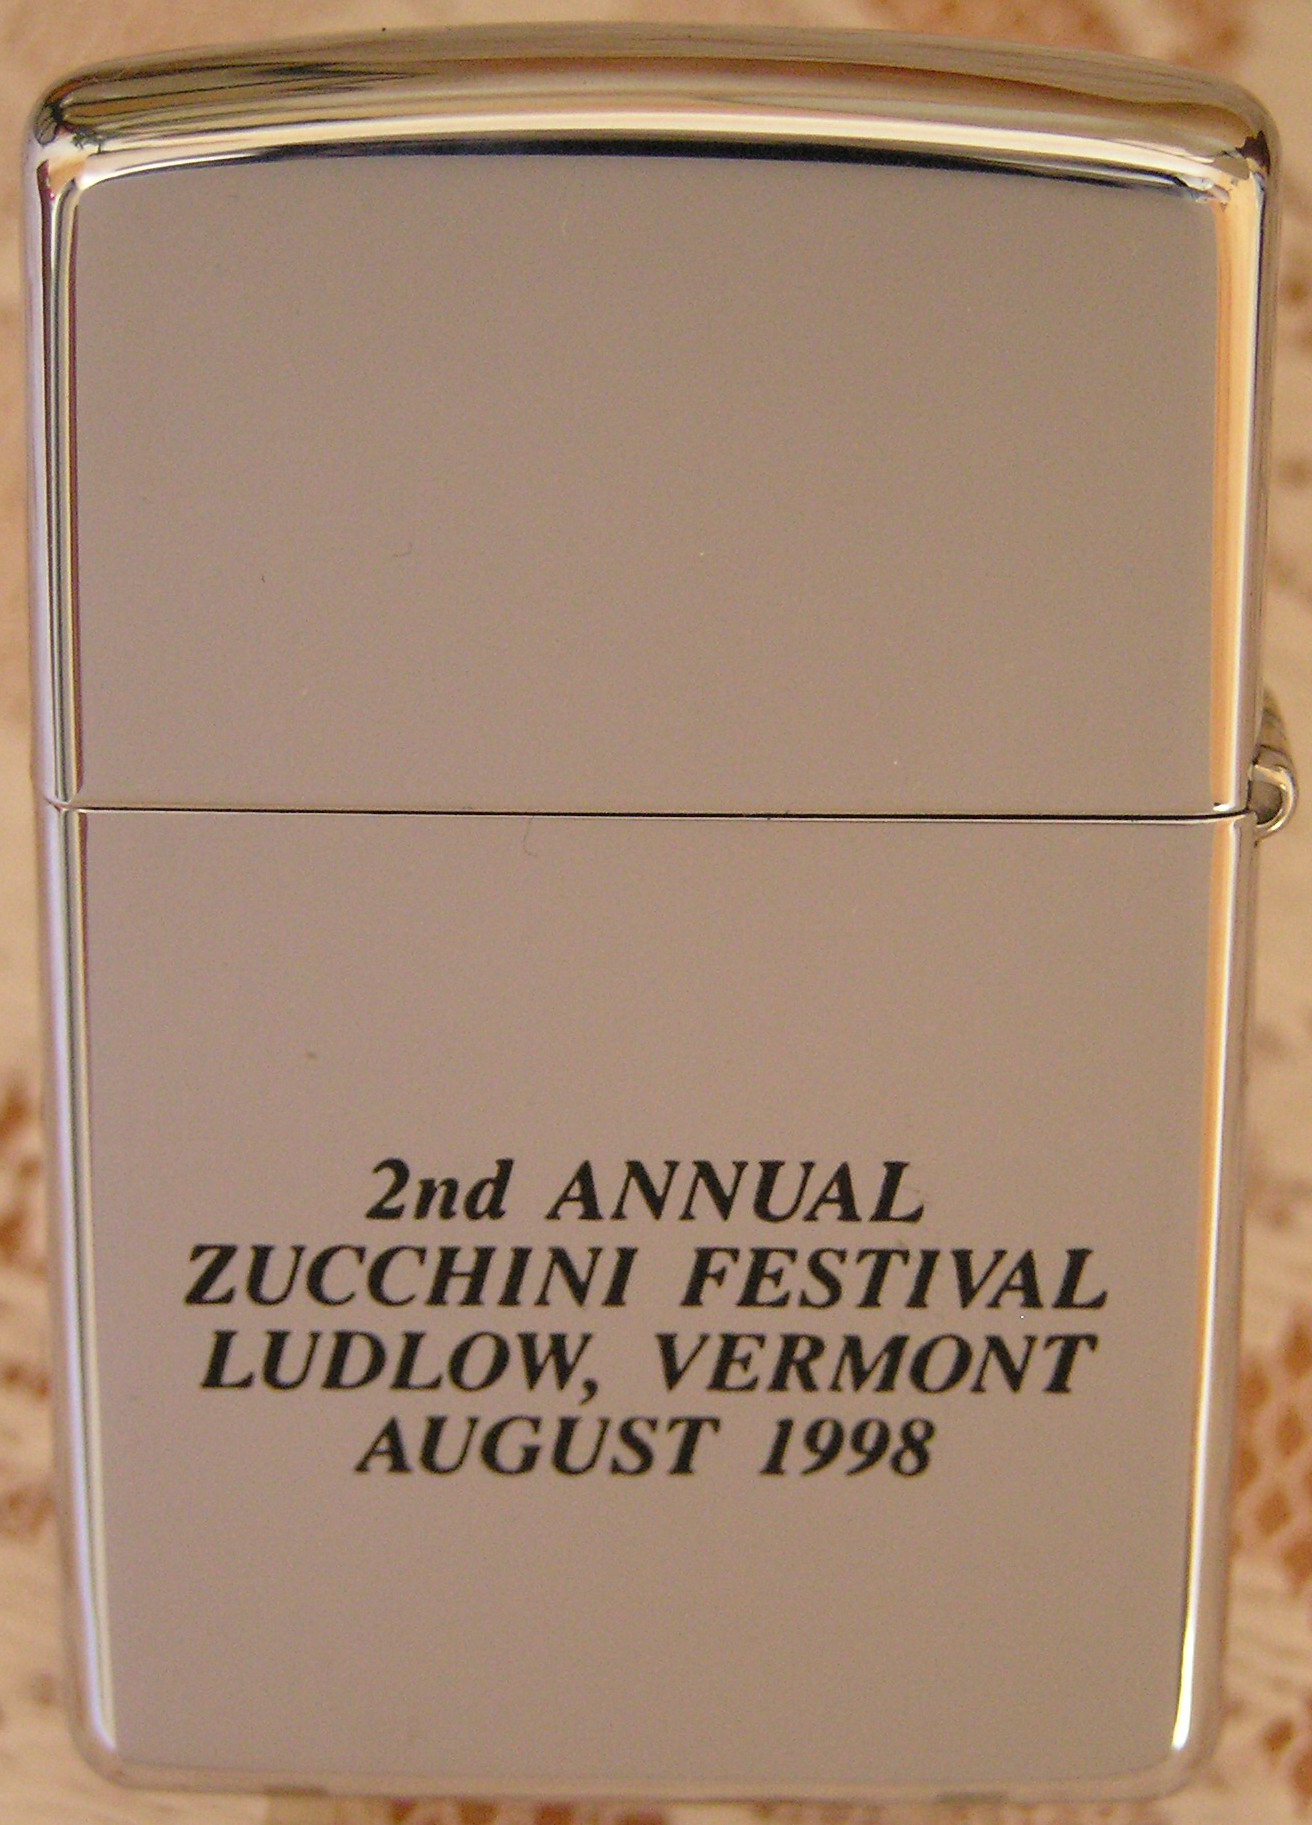 2nd ANNUAL
ZUCCHINI FESTIVAL
LUDLOW, VERMONT
AUGUST 1998